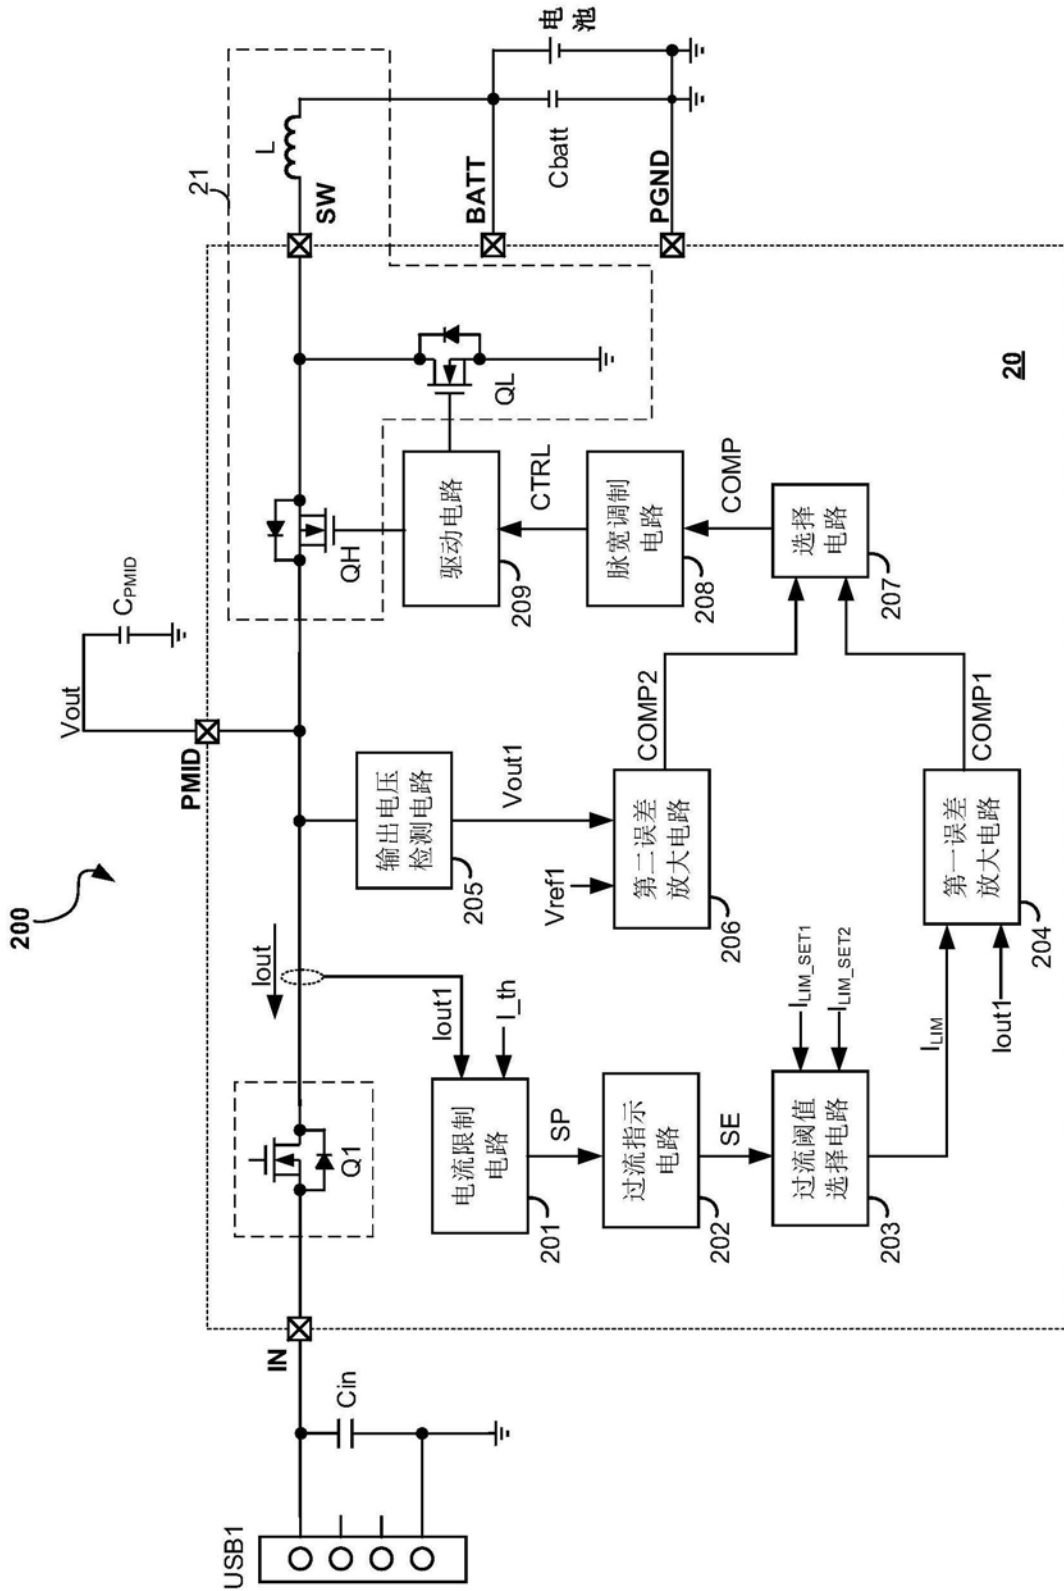 200
Vout
CPMID
PMID
21
L
SW
BATT
PGND
电池
Cbatt
QH
QL
Iout
Q1
IN
Cin
USB1
Iout1
I_th
电流限制
电路
201
SP
过流指示
电路
202
SE
过流阈值
选择电路
203
ILIM_SET1
ILIM_SET2
ILIM
Iout1
第一误差
放大电路
204
COMP1
输出电压
检测电路
205
Vout1
Vref1
第二误差
放大电路
206
COMP2
选择
电路
207
COMP
脉宽调制
电路
208
CTRL
驱动电路
209
20